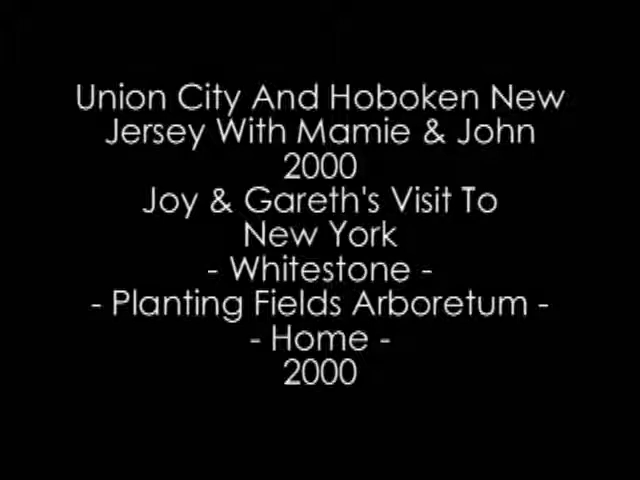 Union City And Hoboken New
Jersey With Mamie & John
2000
Joy & Gareth's Visit To
New York
- Whitestone -
- Planting Fields Arboretum -
- Home -
2000